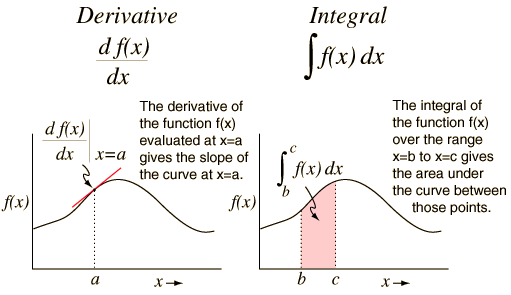 Derivative
d f(x)
dx
The derivative of
the function f(x)
evaluated at x=a
gives the slope of
the curve at x=a.
d f(x)
dx | x=a
f(x)
a
x→
Integral
∫ f(x) dx
The integral of
the function f(x)
over the range
x=b to x=c gives
the area under
the curve between
those points.
c
∫ f(x) dx
b
f(x)
b c x→